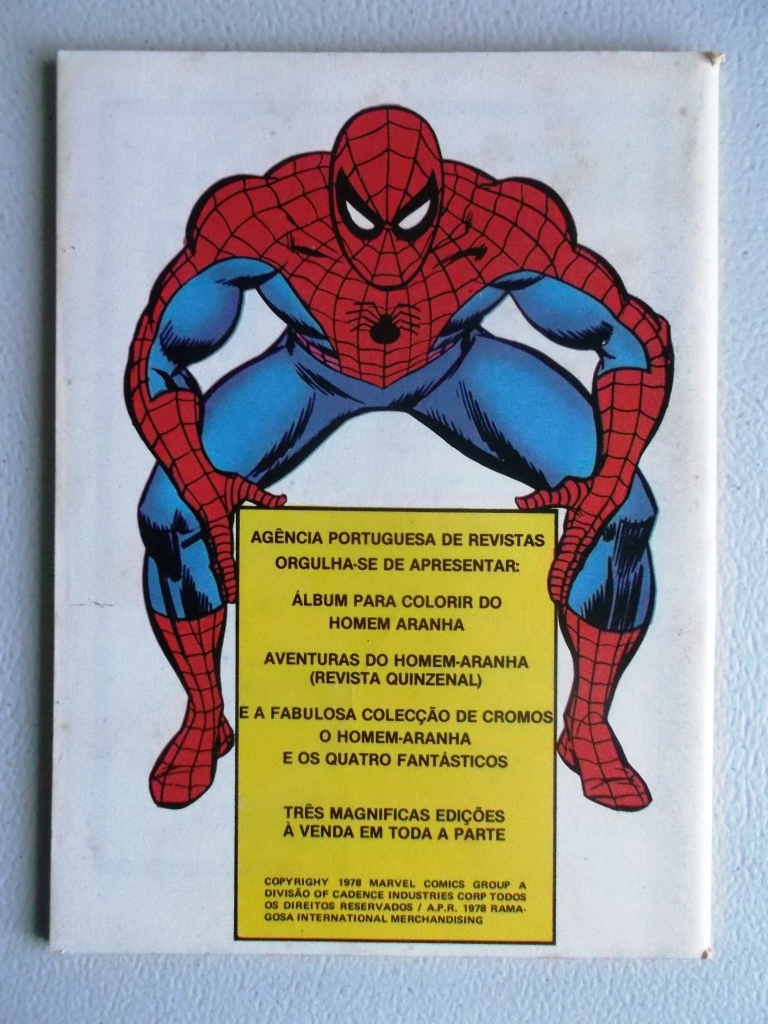 AGÊNCIA PORTUGUESA DE REVISTAS
ORGULHA-SE DE APRESENTAR:
ÁLBUM PARA COLORIR DO
HOMEM ARANHA
AVENTURAS DO HOMEM-ARANHA
(REVISTA QUINZENAL)
E A FABULOSA COLECÇÃO DE CROMOS
O HOMEM-ARANHA
E OS QUATRO FANTÁSTICOS
TRÊS MAGNIFICAS EDIÇÕES
À VENDA EM TODA A PARTE
COPYRIGHY 1978 MARVEL COMICS GROUP A
DIVISÃO OF CADENCE INDUSTRIES CORP TODOS
OS DIREITOS RESERVADOS / A.P.R. 1978 RAMA-
GOSA INTERNATIONAL MERCHANDISING